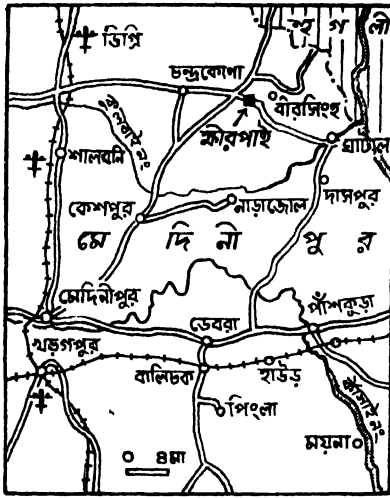 হুগলী
ডিগ্রি
চন্দ্রকোণা
বীরসিংহ
ক্ষীরপাই
ঘাটাল
শালবনি
দাসপুর
কেশপুর
নাড়াজোল
মেদিনীপুর
মেদিনীপুর
পাঁশকুড়া
ডেবরা
খড়গপুর
বালিচক
হাউড়
কাঁসাই নঃ
পিংলা
ময়না
০ ৪মা